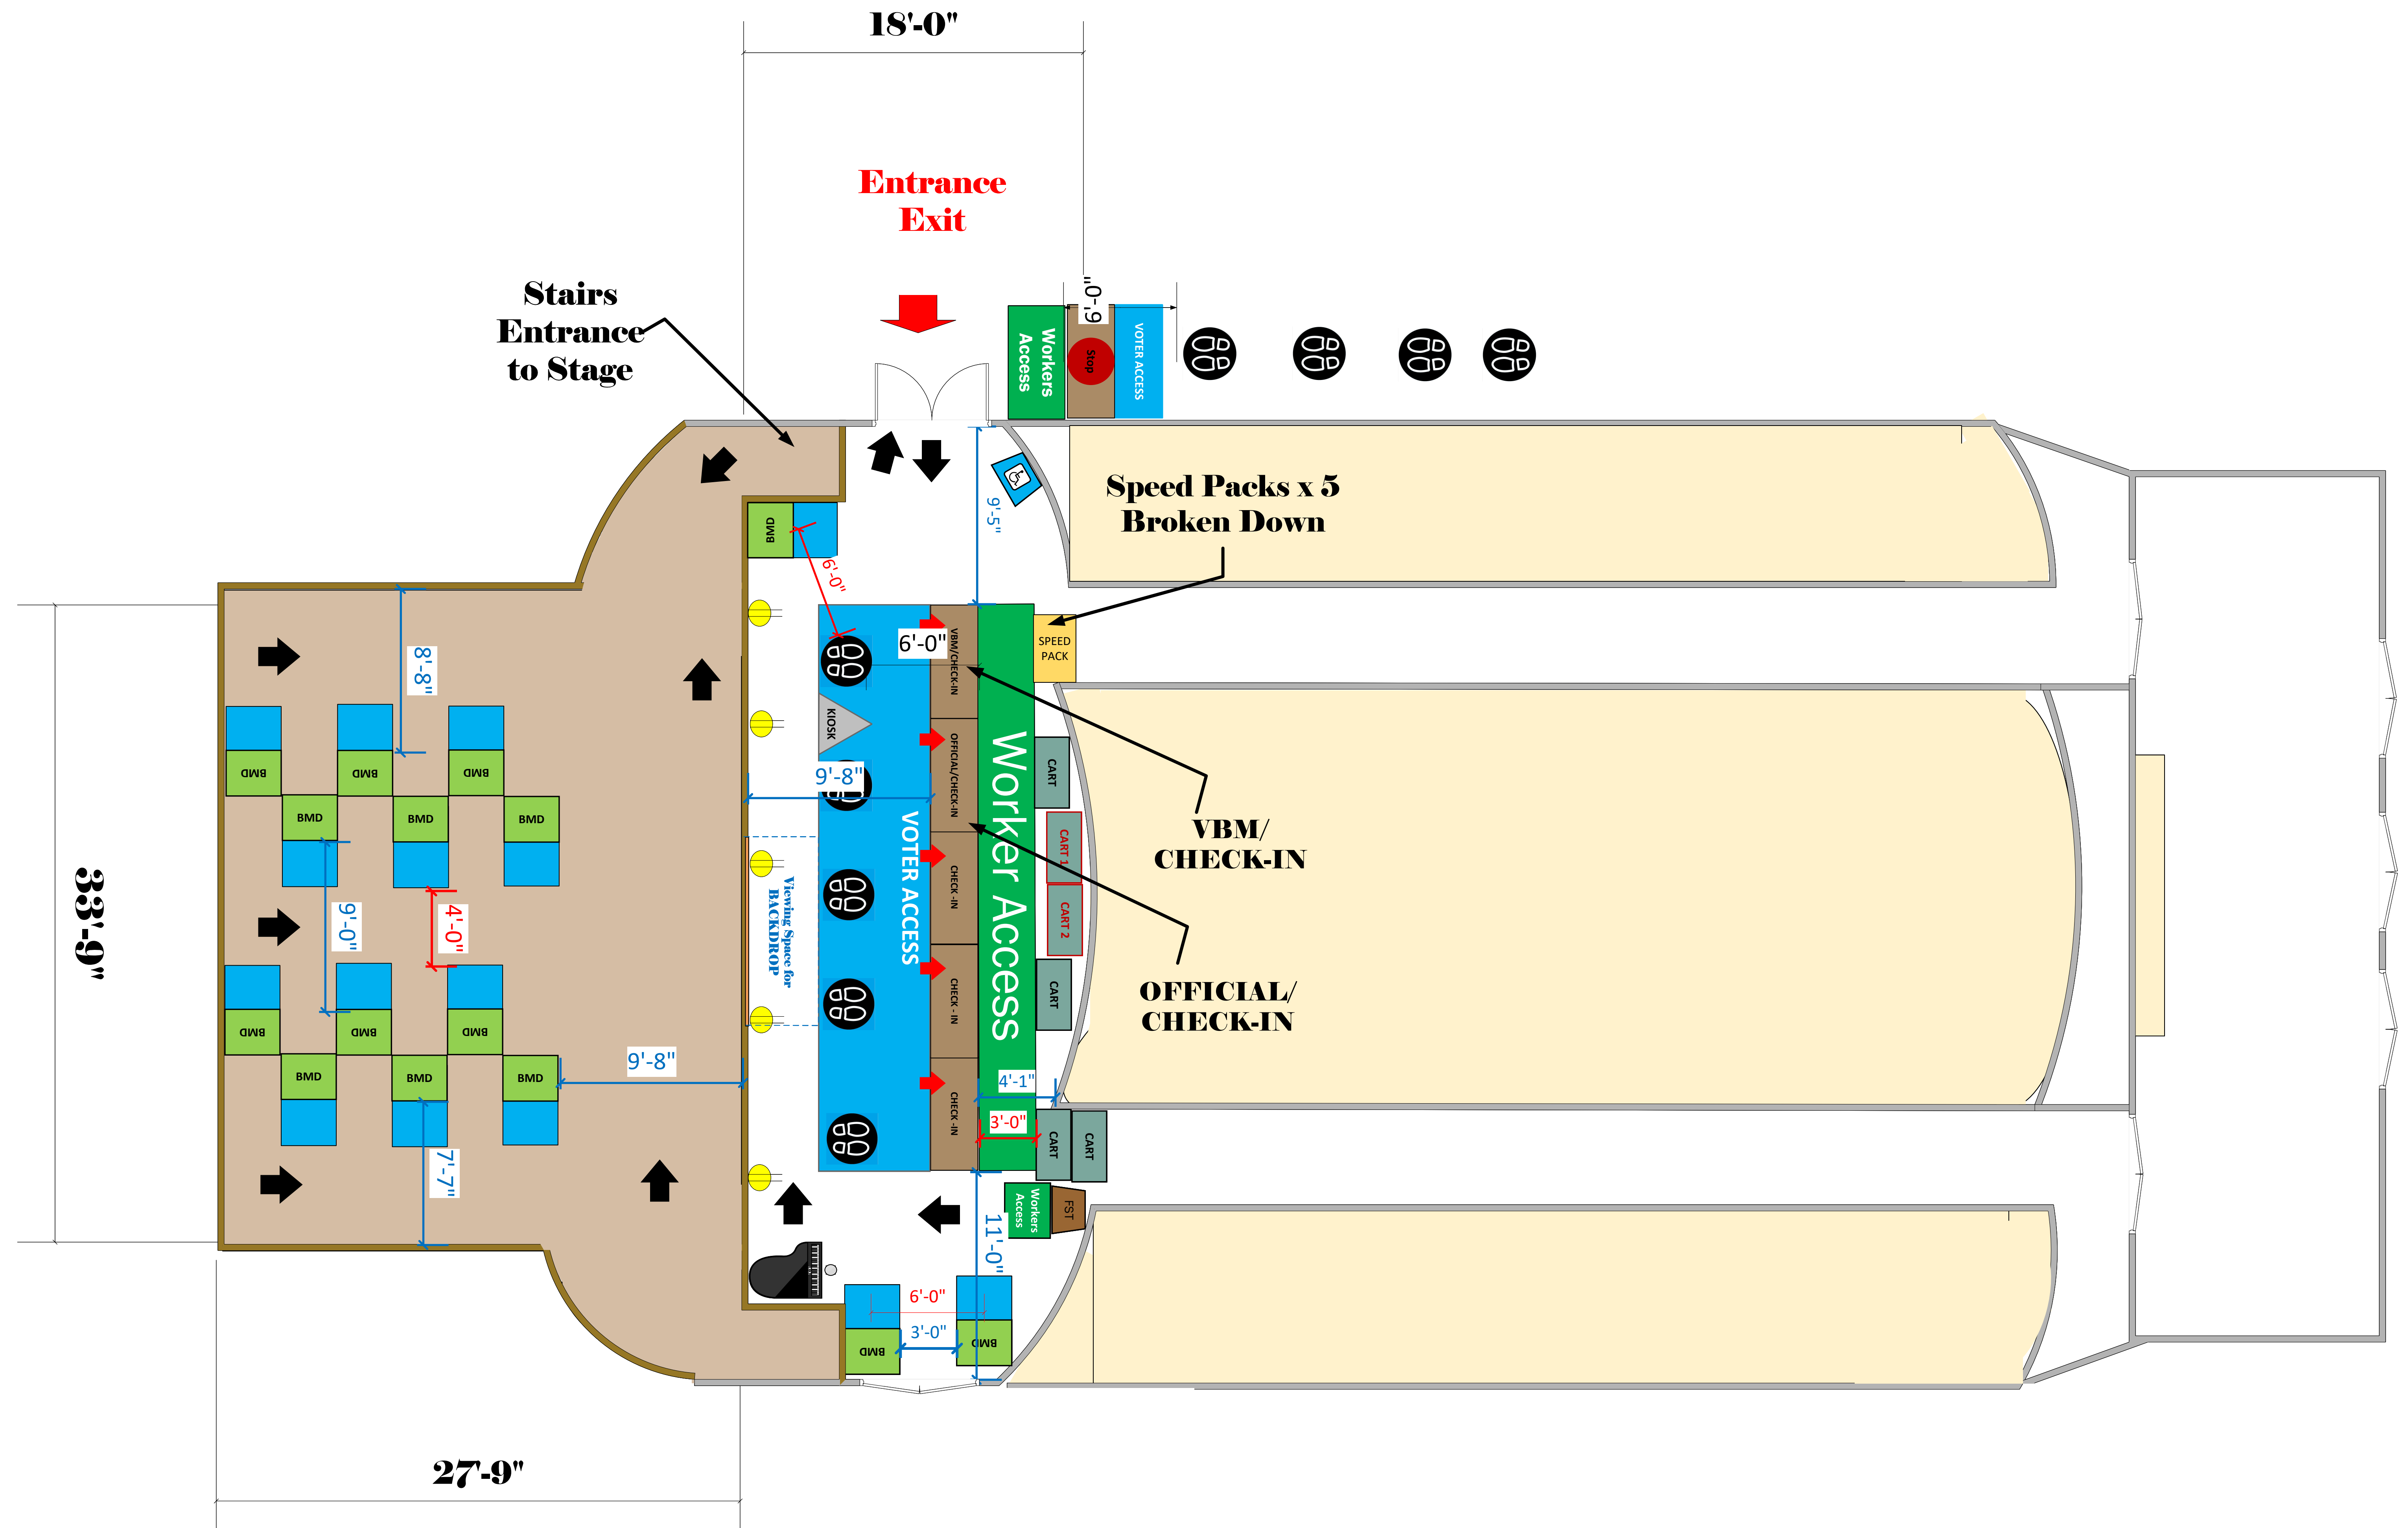 18'-0"
Entrance
Exit
Stairs
Entrance
to Stage
6'-0"
Workers
Access
Stop
VOTER ACCESS
9'-5"
Speed Packs x 5
Broken Down
BMD
6'-0"
SPEED
PACK
6'-0"
VBM/CHECK-IN
8'-8"
KIOSK
OFFICIAL/CHECK-IN
Worker Access
CART
BMD
BMD
BMD
9'-8"
BMD
BMD
BMD
VOTER ACCESS
CART 1
VBM/
CHECK-IN
33'-9"
9'-0"
4'-0"
Viewing Space for
BACKDROP
CHECK -IN
CART 2
CART
OFFICIAL/
CHECK-IN
CHECK - IN
BMD
BMD
BMD
9'-8"
BMD
BMD
BMD
4'-1"
3'-0"
CHECK -IN
CART
CART
7'-7"
Workers
Access
FST
11'-0"
6'-0"
3'-0"
BMD
BMD
27'-9"